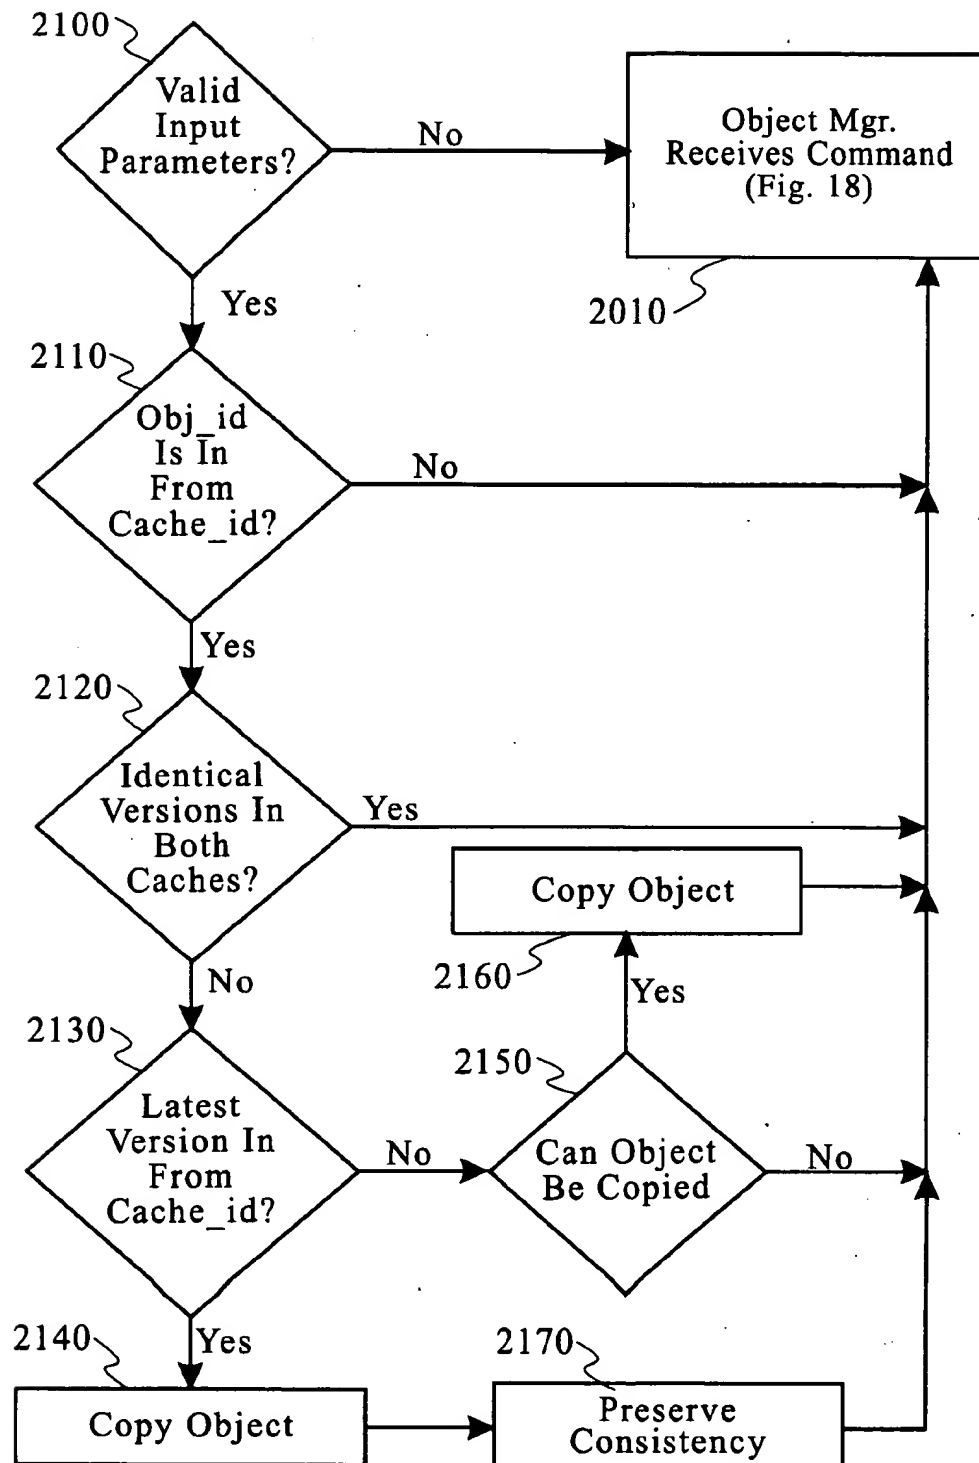 2100
Valid
Input
Parameters?
No
Object Mgr.
Receives Command
(Fig. 18)
2010
Yes
2110
Obj_id
Is In
From
Cache_id?
No
Yes
2120
Identical
Versions In
Both
Caches?
Yes
Copy Object
2160
No
Yes
2130
Latest
Version In
From
Cache_id?
No
2150
Can Object
Be Copied
No
Yes
2140
Copy Object
2170
Preserve
Consistency